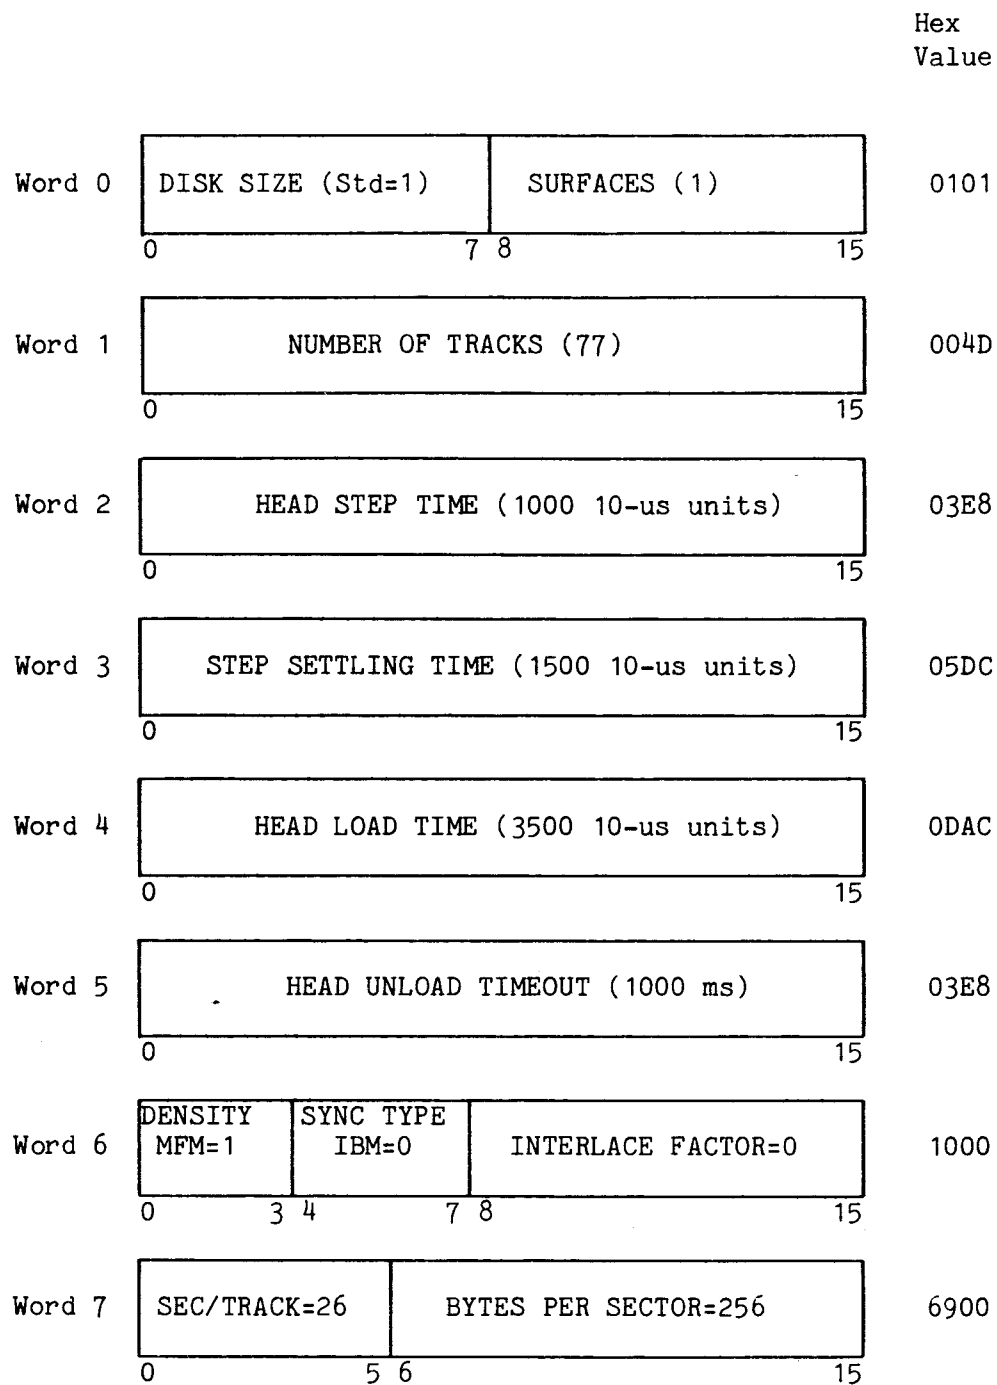 Hex
Value
Word 0 DISK SIZE (Std=1) SURFACES (1) 0101
0 7 8 15
Word 1 NUMBER OF TRACKS (77) 004D
0 15
Word 2 HEAD STEP TIME (1000 10-us units) 03E8
0 15
Word 3 STEP SETTLING TIME (1500 10-us units) 05DC
0 15
Word 4 HEAD LOAD TIME (3500 10-us units) 0DAC
0 15
Word 5 HEAD UNLOAD TIMEOUT (1000 ms) 03E8
0 15
DENSITY SYNC TYPE
Word 6 MFM=1 IBM=0 INTERLACE FACTOR=0 1000
0 3 4 7 8 15
Word 7 SEC/TRACK=26 BYTES PER SECTOR=256 6900
0 5 6 15